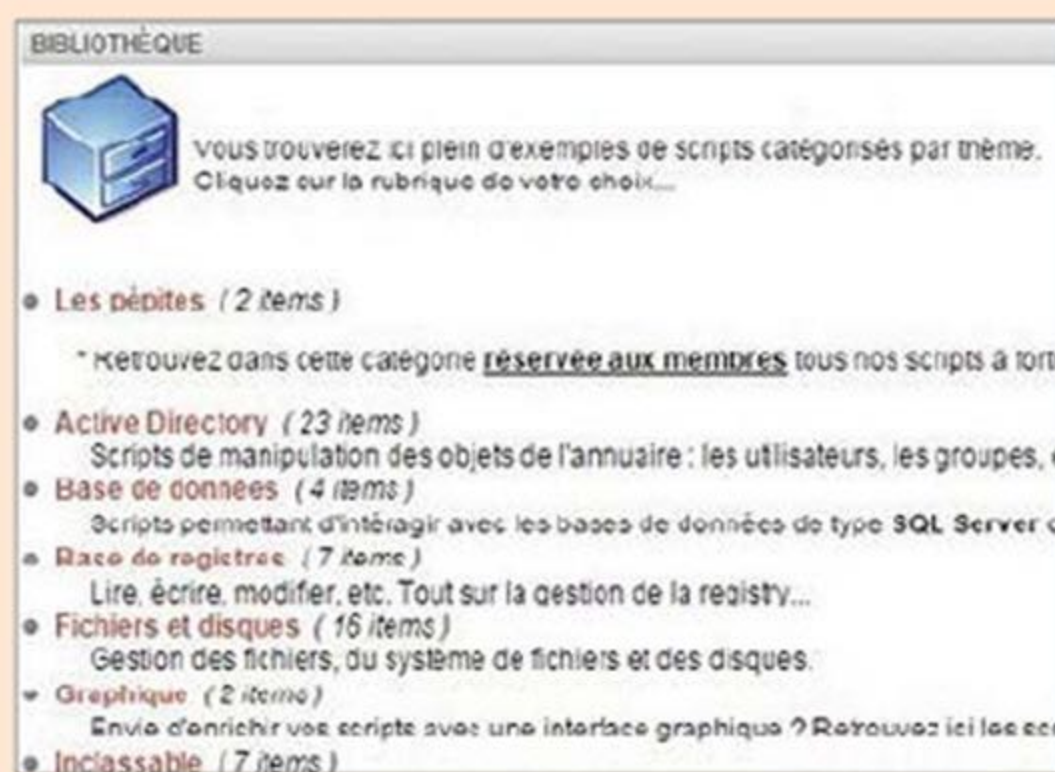 BIBLIOTHÈQUE
Vous trouverez ici plein d'exemples de scripts catégorisés par thème.
Cliquez sur la rubrique de votre choix...
Les pépites (2 items)
* Retrouvez dans cette catégorie réservée aux membres tous nos scripts à
Active Directory (23 items)
Scripts de manipulation des objets de l'annuaire : les utilisateurs, les groupes,
Base de données (4 items)
Scripts permettant d'intéragir avec les bases de données de type SQL Server
Base de registres (7 items)
Lire, écrire, modifier, etc. Tout sur la gestion de la registry...
Fichiers et disques (16 items)
Gestion des fichiers, du système de fichiers et des disques.
Graphique (2 items)
Envie d'enrichir vos scripts avec une interface graphique ? Retrouvez ici les
Inclassable (7 items)